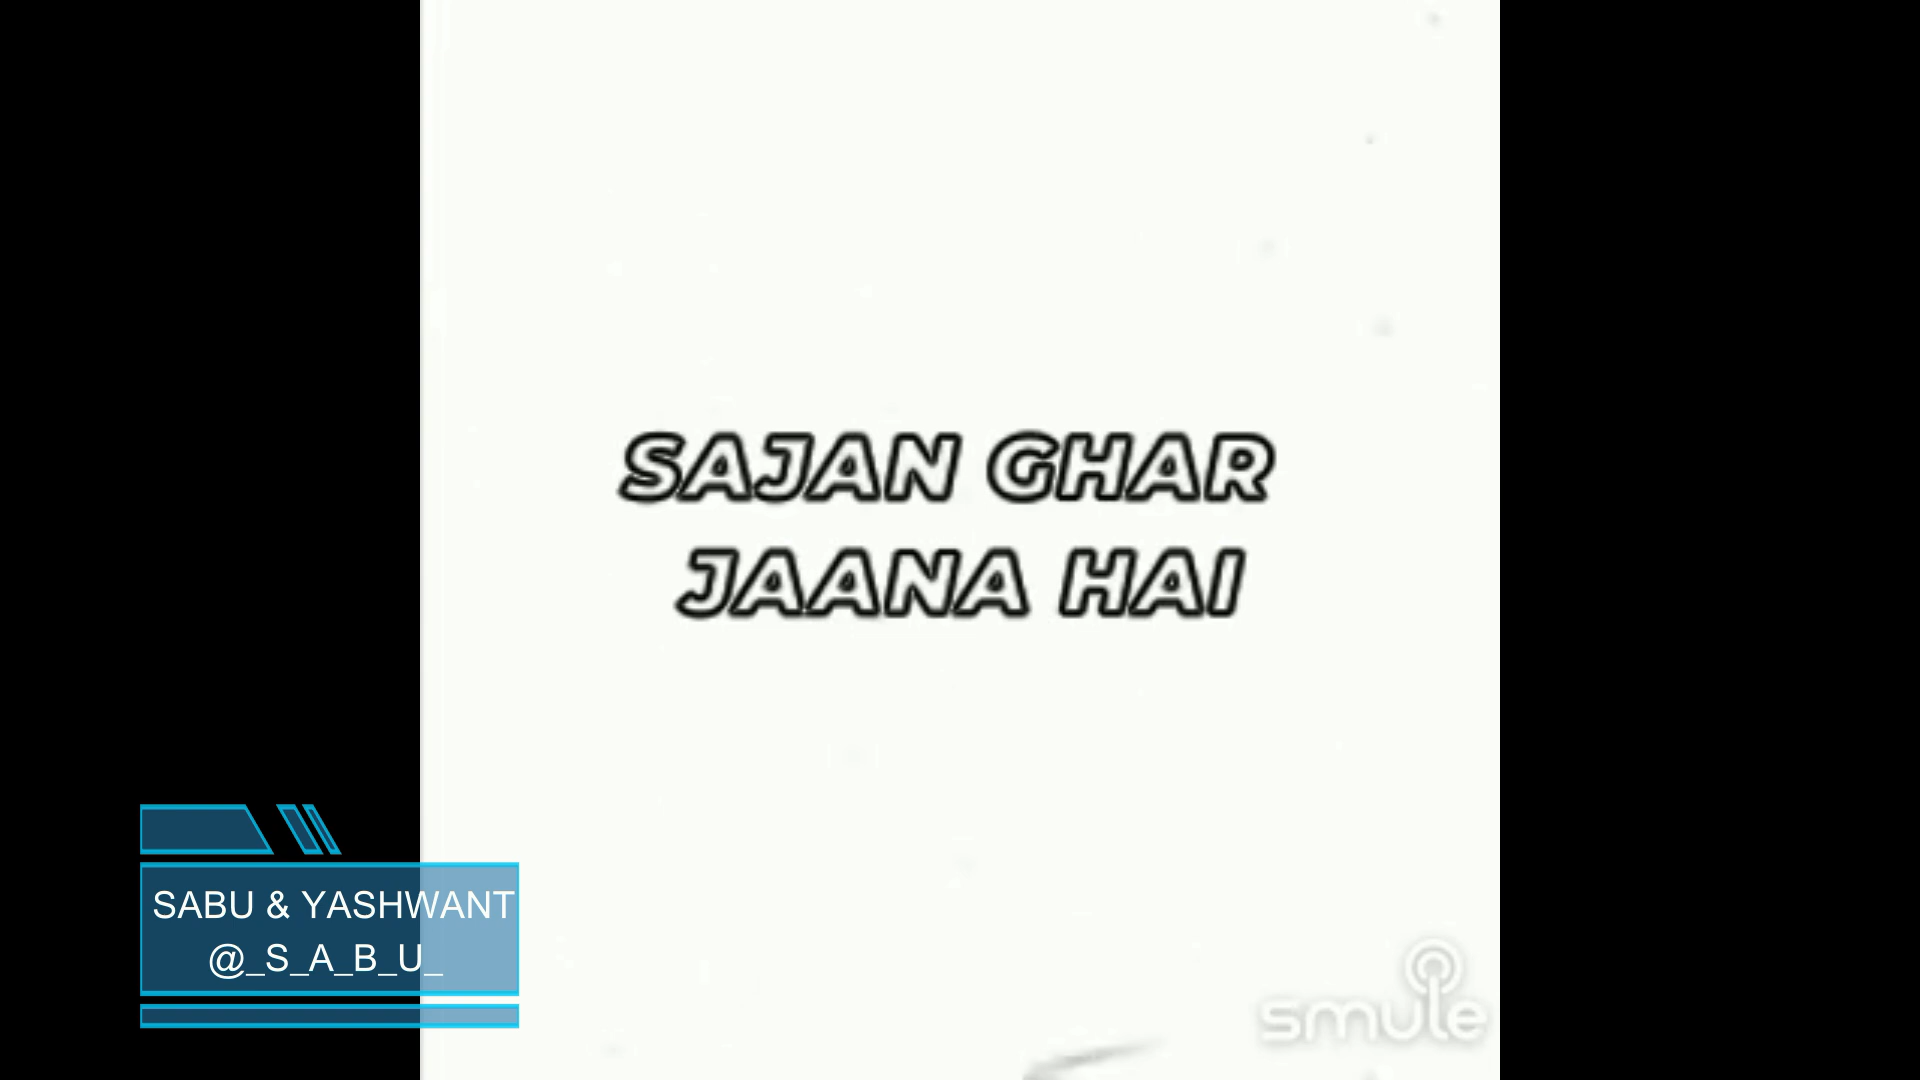 SAJAN GHAR
JAANA HAI
SABU & YASHWANT
@_S_A_B_U_
smule